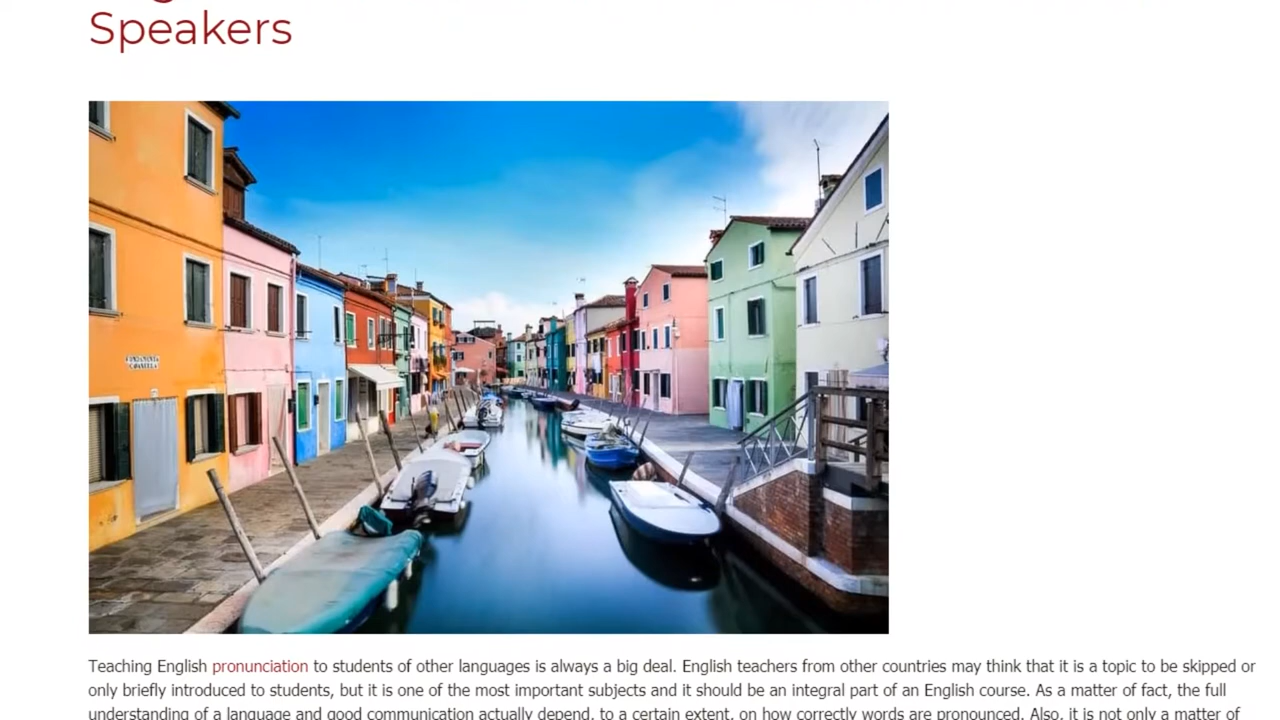 Speakers
Teaching English pronunciation to students of other languages is always a big deal. English teachers from other countries may think that it is a topic to be skipped or
only briefly introduced to students, but it is one of the most important subjects and it should be an integral part of an English course. As a matter of fact, the full
understanding of a language and good communication actually depend, to a certain extent, on how correctly words are pronounced. Also, it is not only a matter of